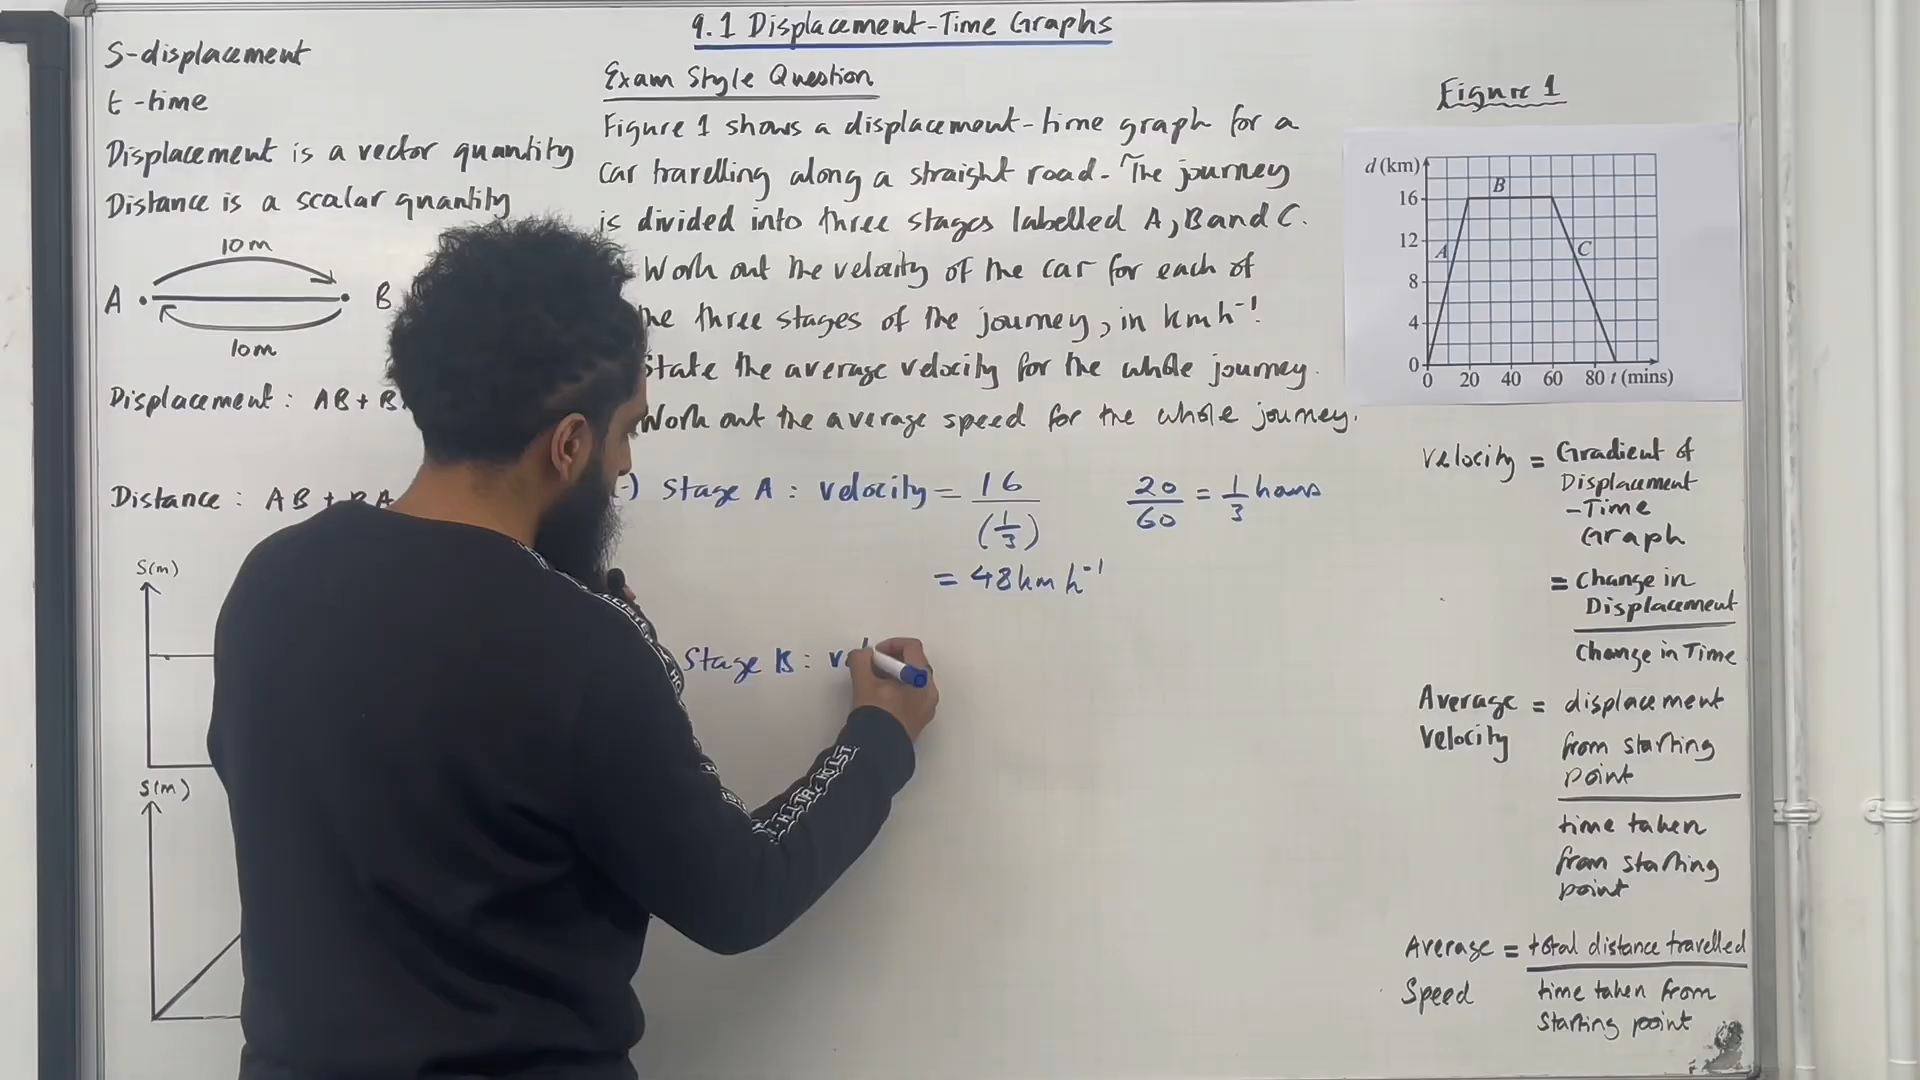 9.1 Displacement-Time Graphs
S-displacement
t-time
Displacement is a vector quantity
Distance is a scalar quantity
10m
A
B
10m
Displacement: AB +
Distance: AB +
S(m)
S(m)
Exam Style Question
Figure 1 shows a displacement-time graph for a
car travelling along a straight road. The journey
is divided into three stages labelled A, B and C.
Work out the velocity of the car for each of
the three stages of the journey, in km h⁻¹.
State the average velocity for the whole journey.
Work out the average speed for the whole journey.
Stage A: velocity = 16
(1/3)
20/60 = 1/3 hours
= 48 km h⁻¹
Stage B:
Figure 1
d (km)
16
12
8
4
0
A
B
C
0 20 40 60 80 t (mins)
velocity = Gradient of
Displacement
-Time
Graph
= Change in
Displacement
Change in Time
Average = displacement
Velocity from starting
point
time taken
from starting
point
Average = total distance travelled
Speed time taken from
starting point